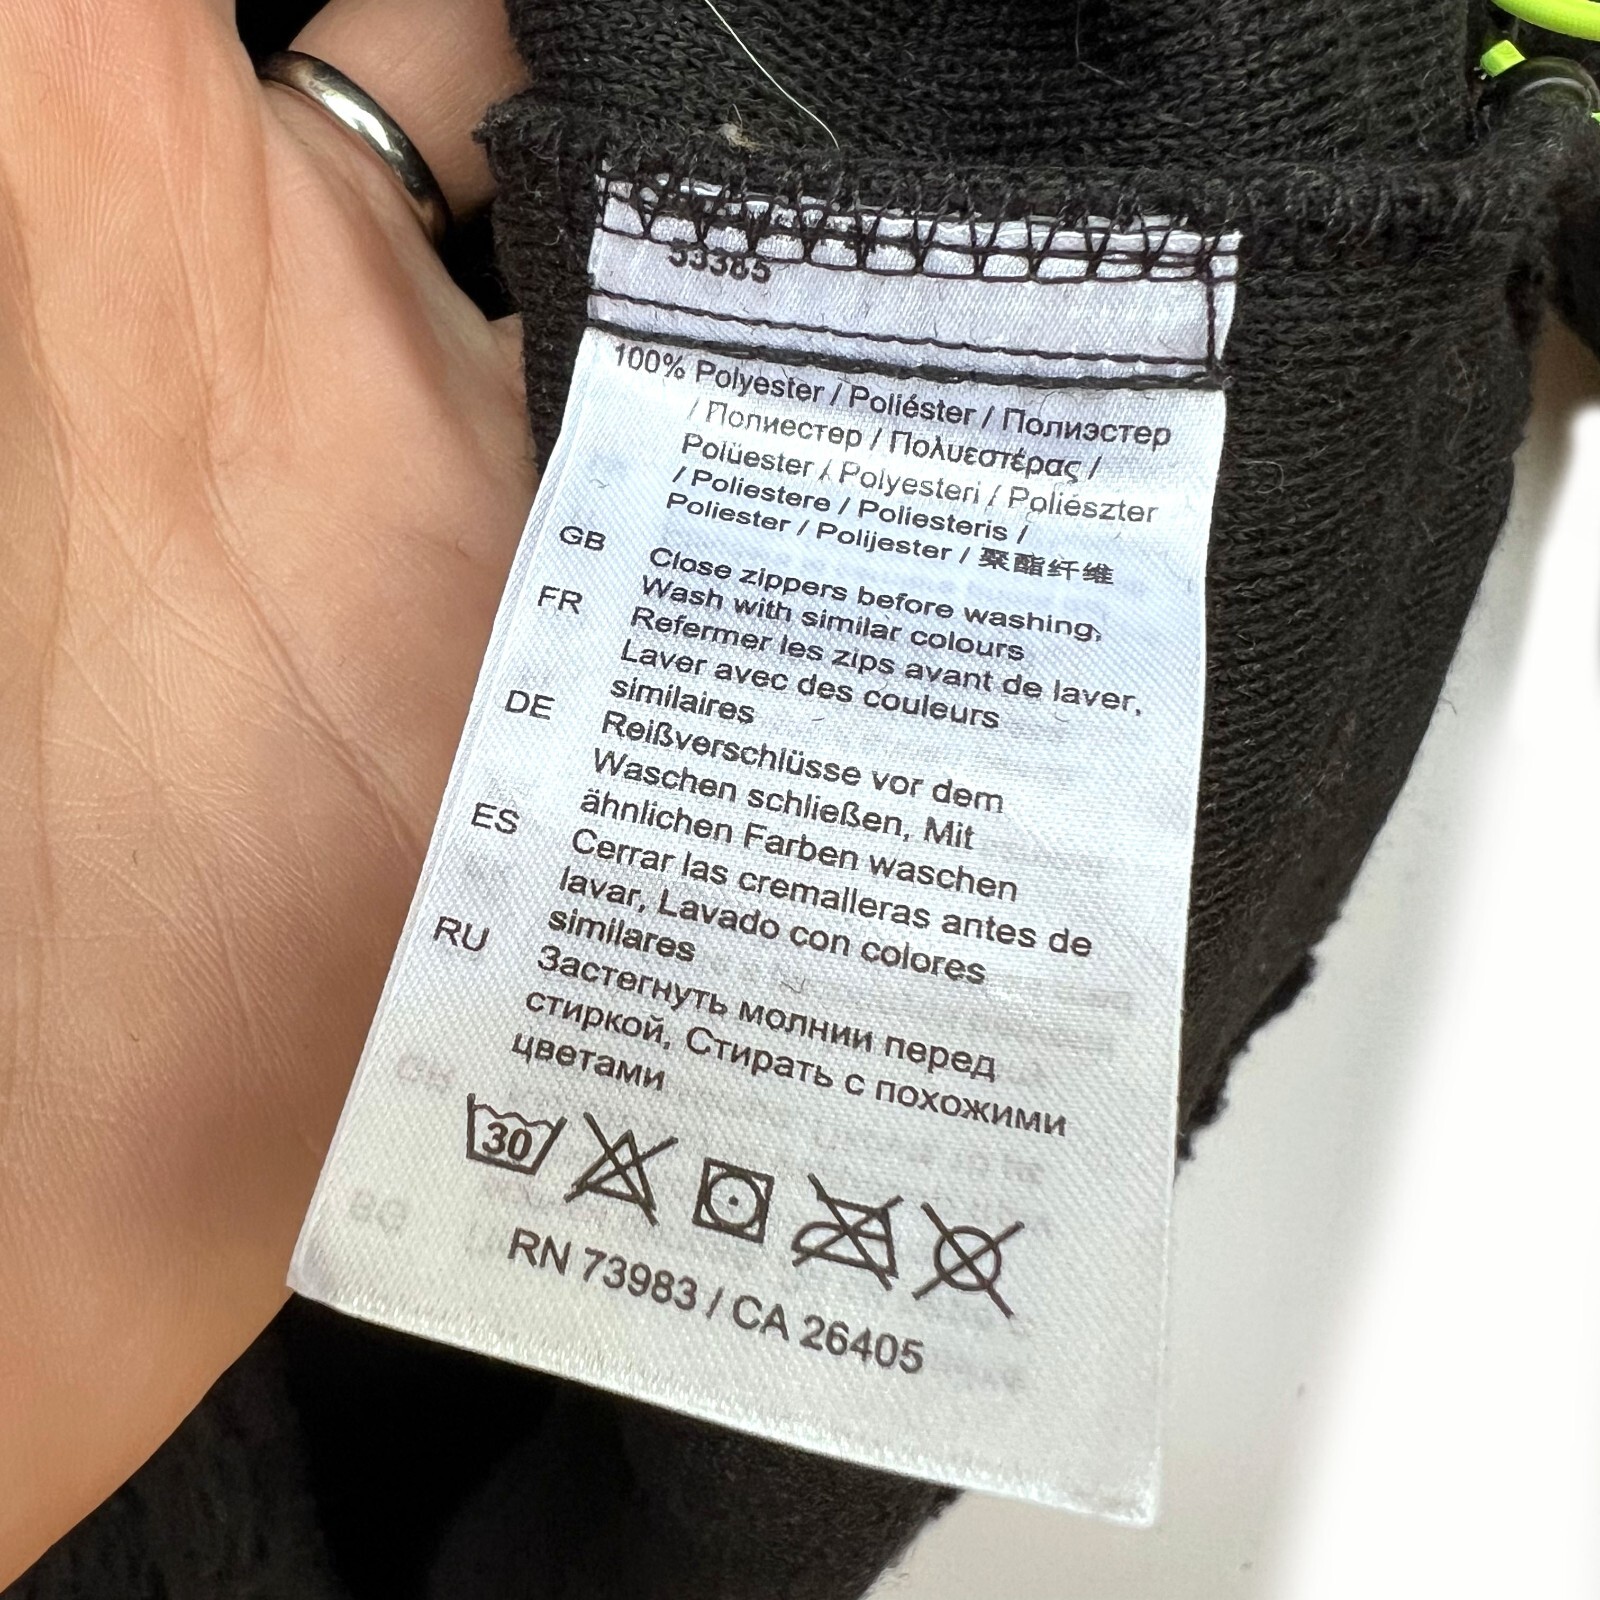 53385
100% Polyester / Poliéster / Полиэстер
/ Полиестер / Πολυεστέρας /
Polüester / Polyesteri / Poliészter
/ Poliestere / Poliesteris /
Poliester / Polijester / 聚酯纤维
GB Close zippers before washing,
Wash with similar colours
FR Refermer les zips avant de laver,
Laver avec des couleurs
similaires
DE Reißverschlüsse vor dem
Waschen schließen, Mit
ähnlichen Farben waschen
ES Cerrar las cremalleras antes de
lavar, Lavado con colores
similares
RU Застегнуть молнии перед
стиркой, Стирать с похожими
цветами
30
RN 73983 / CA 26405